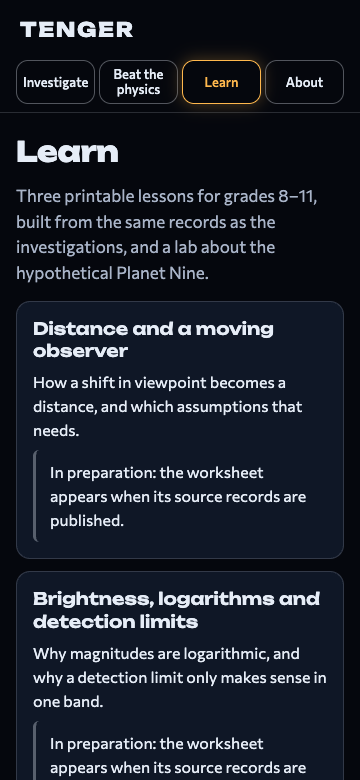 TENGER
Investigate
Beat the
physics
Learn
About
Learn
Three printable lessons for grades 8–11,
built from the same records as the
investigations, and a lab about the
hypothetical Planet Nine.
Distance and a moving
observer
How a shift in viewpoint becomes a
distance, and which assumptions that
needs.
In preparation: the worksheet
appears when its source records are
published.
Brightness, logarithms and
detection limits
Why magnitudes are logarithmic, and
why a detection limit only makes sense in
one band.
In preparation: the worksheet
appears when its source records are